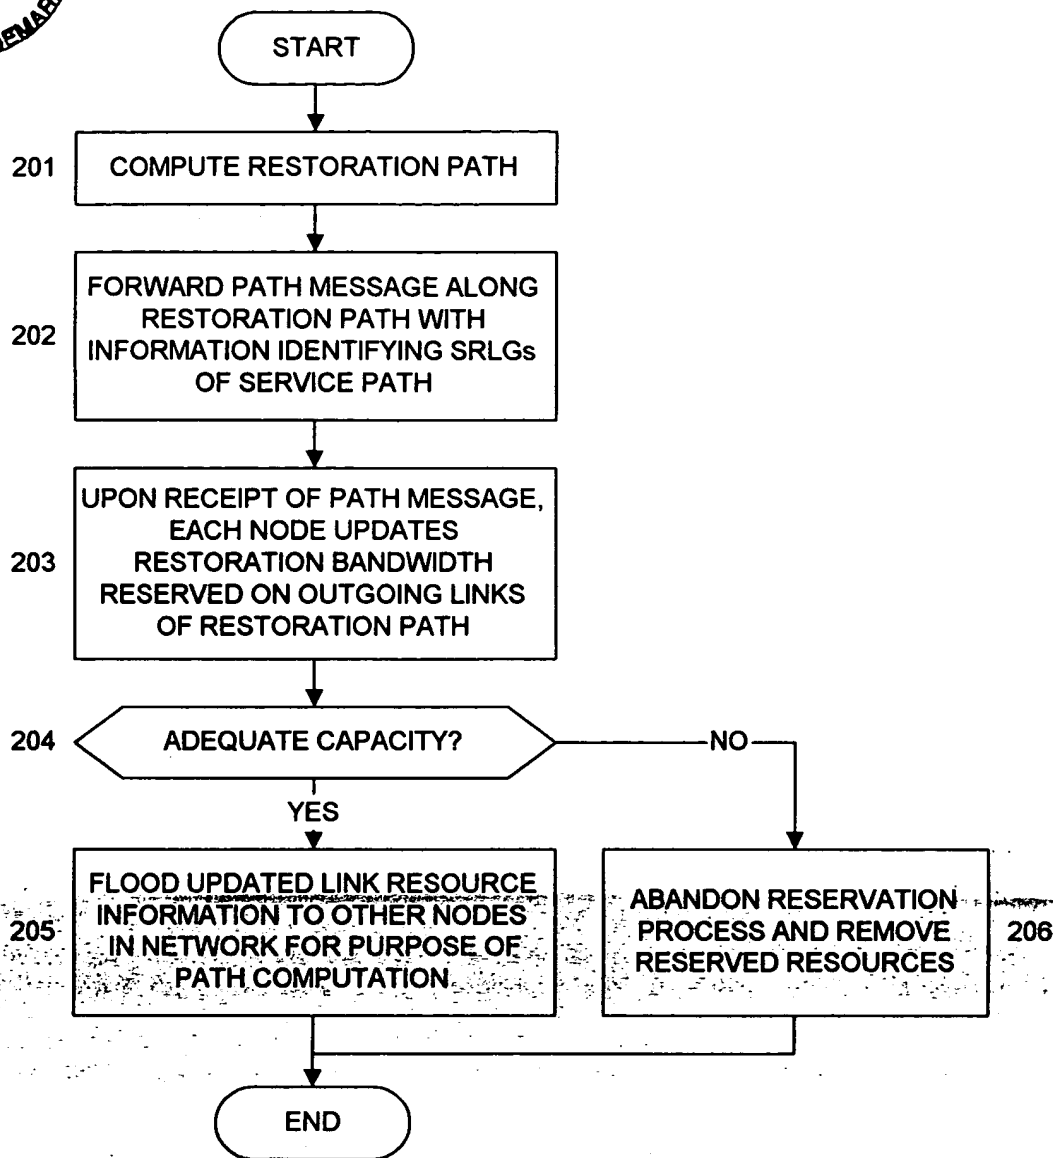 START
201
COMPUTE RESTORATION PATH
202
FORWARD PATH MESSAGE ALONG
RESTORATION PATH WITH
INFORMATION IDENTIFYING SRLGs
OF SERVICE PATH
203
UPON RECEIPT OF PATH MESSAGE,
EACH NODE UPDATES
RESTORATION BANDWIDTH
RESERVED ON OUTGOING LINKS
OF RESTORATION PATH
204
ADEQUATE CAPACITY?
NO
YES
205
FLOOD UPDATED LINK RESOURCE
INFORMATION TO OTHER NODES
IN NETWORK FOR PURPOSE OF
PATH COMPUTATION
ABANDON RESERVATION
PROCESS AND REMOVE
RESERVED RESOURCES
206
END